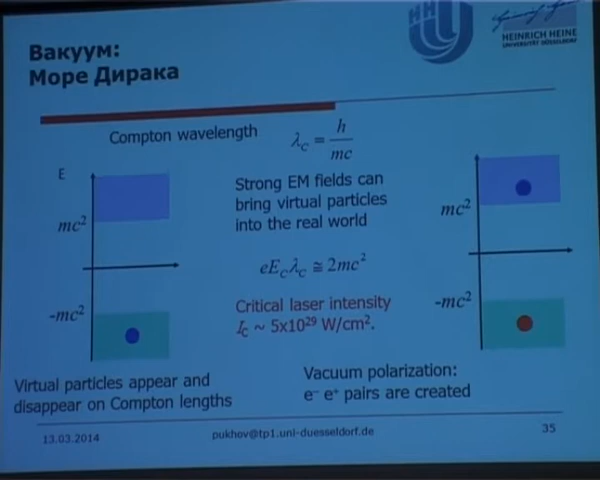 Вакуум:
Море Дирака
HEINRICH HEINE
UNIVERSITÄT DÜSSELDORF
Compton wavelength λ_C = h/mc
E
mc²
-mc²
Strong EM fields can
bring virtual particles
into the real world
eE_Cλ_C ≅ 2mc²
Critical laser intensity
I_C ~ 5x10²⁹ W/cm².
mc²
-mc²
Virtual particles appear and
disappear on Compton lengths
Vacuum polarization:
e⁻ e⁺ pairs are created
13.03.2014
pukhov@tp1.uni-duesseldorf.de
35